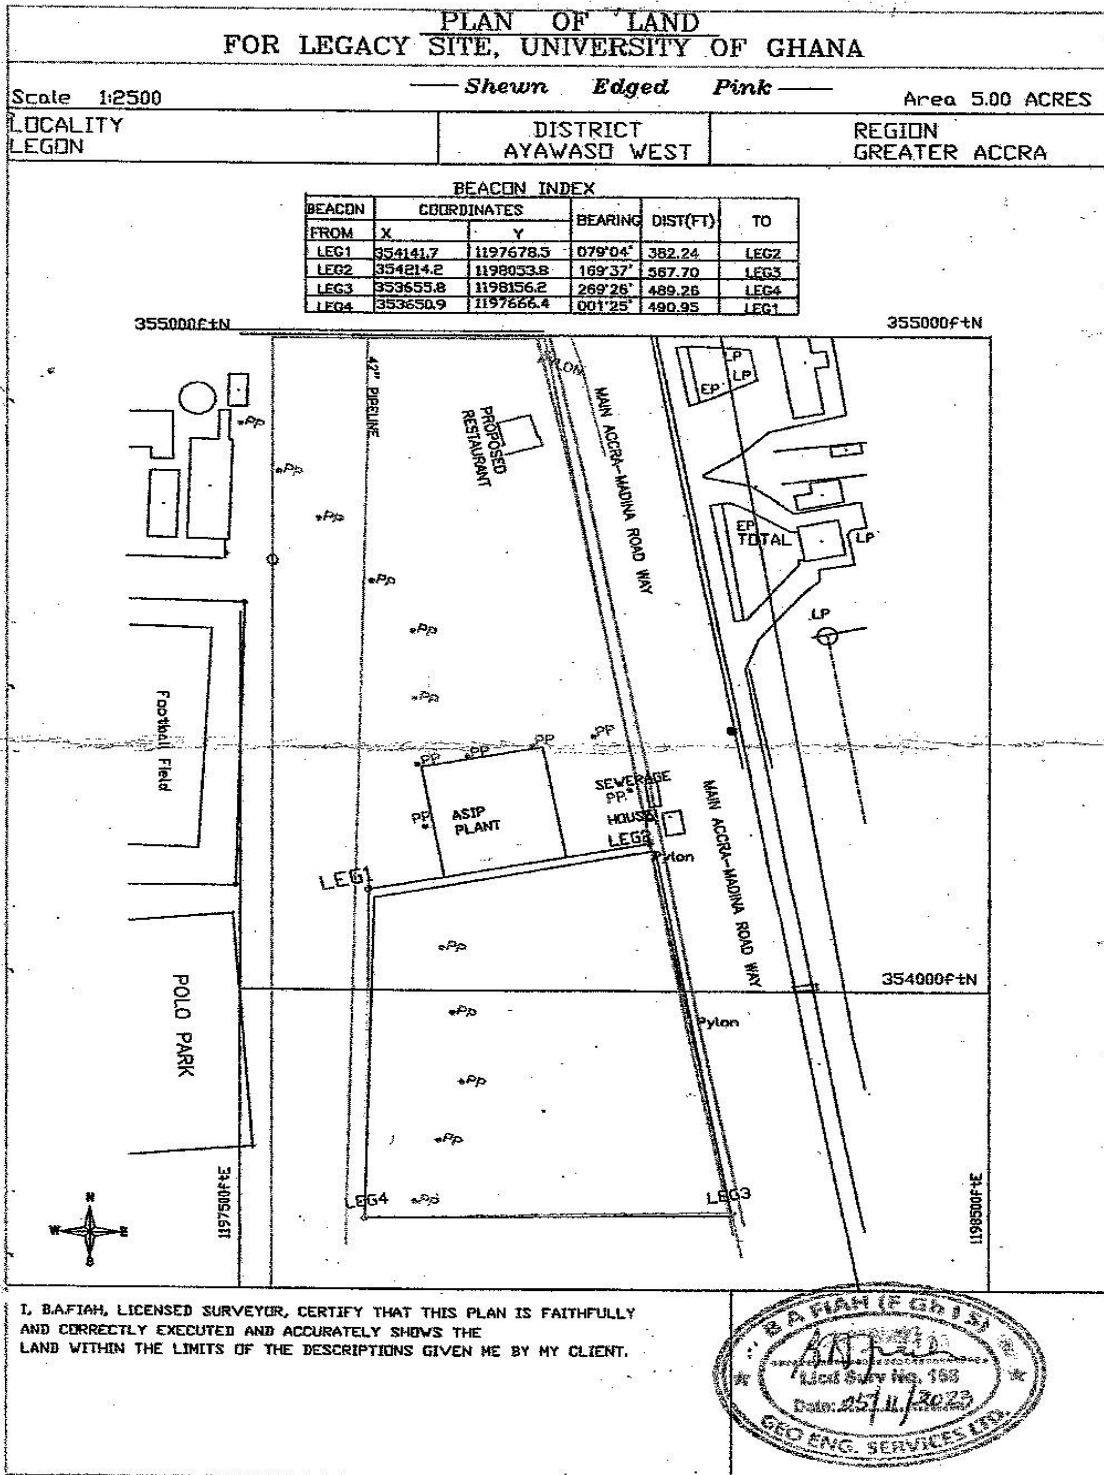 PLAN OF LAND
FOR LEGACY SITE, UNIVERSITY OF GHANA
Shewn Edged Pink
Scale 1:2500
Area 5.00 ACRES
LOCALITY
LEGON
DISTRICT
AYAWASO WEST
REGION
GREATER ACCRA
BEACON INDEX
BEACON COORDINATES BEARING DIST(FT) TO
FROM X Y
LEG1 354141.7 1197678.5 079°04' 382.24 LEG2
LEG2 354214.2 1198053.8 169°37' 567.70 LEG3
LEG3 353655.8 1198156.2 269°26' 489.26 LEG4
LEG4 353650.9 1197666.4 001°25' 490.95 LEG1
355000ftN
355000ftN
42" PIPELINE
PYLON
LP
LP
EP
PROPOSED
RESTAURANT
MAIN ACCRA-MADINA ROAD WAY
PP
PP
PP
EP
TOTAL
LP
PP
LP
PP
PP
Football Field
PP
PP
PP
PP
SEWERAGE
PP
HOUSE
PP
ASIP
PLANT
MAIN ACCRA-MADINA ROAD WAY
LEG2
Pylon
LEG1
PP
354000ftN
POLO PARK
PP
Pylon
PP
PP
LEG4
PP
LEG3
1197500ftE
1198500ftE
N
W E
I, B.A.FIAH, LICENSED SURVEYOR, CERTIFY THAT THIS PLAN IS FAITHFULLY
AND CORRECTLY EXECUTED AND ACCURATELY SHOWS THE
LAND WITHIN THE LIMITS OF THE DESCRIPTIONS GIVEN ME BY MY CLIENT.
B A FIAH (F Gh I S)
Licd Surv No. 168
Date: 25/11/2023
GEO ENG. SERVICES LTD.